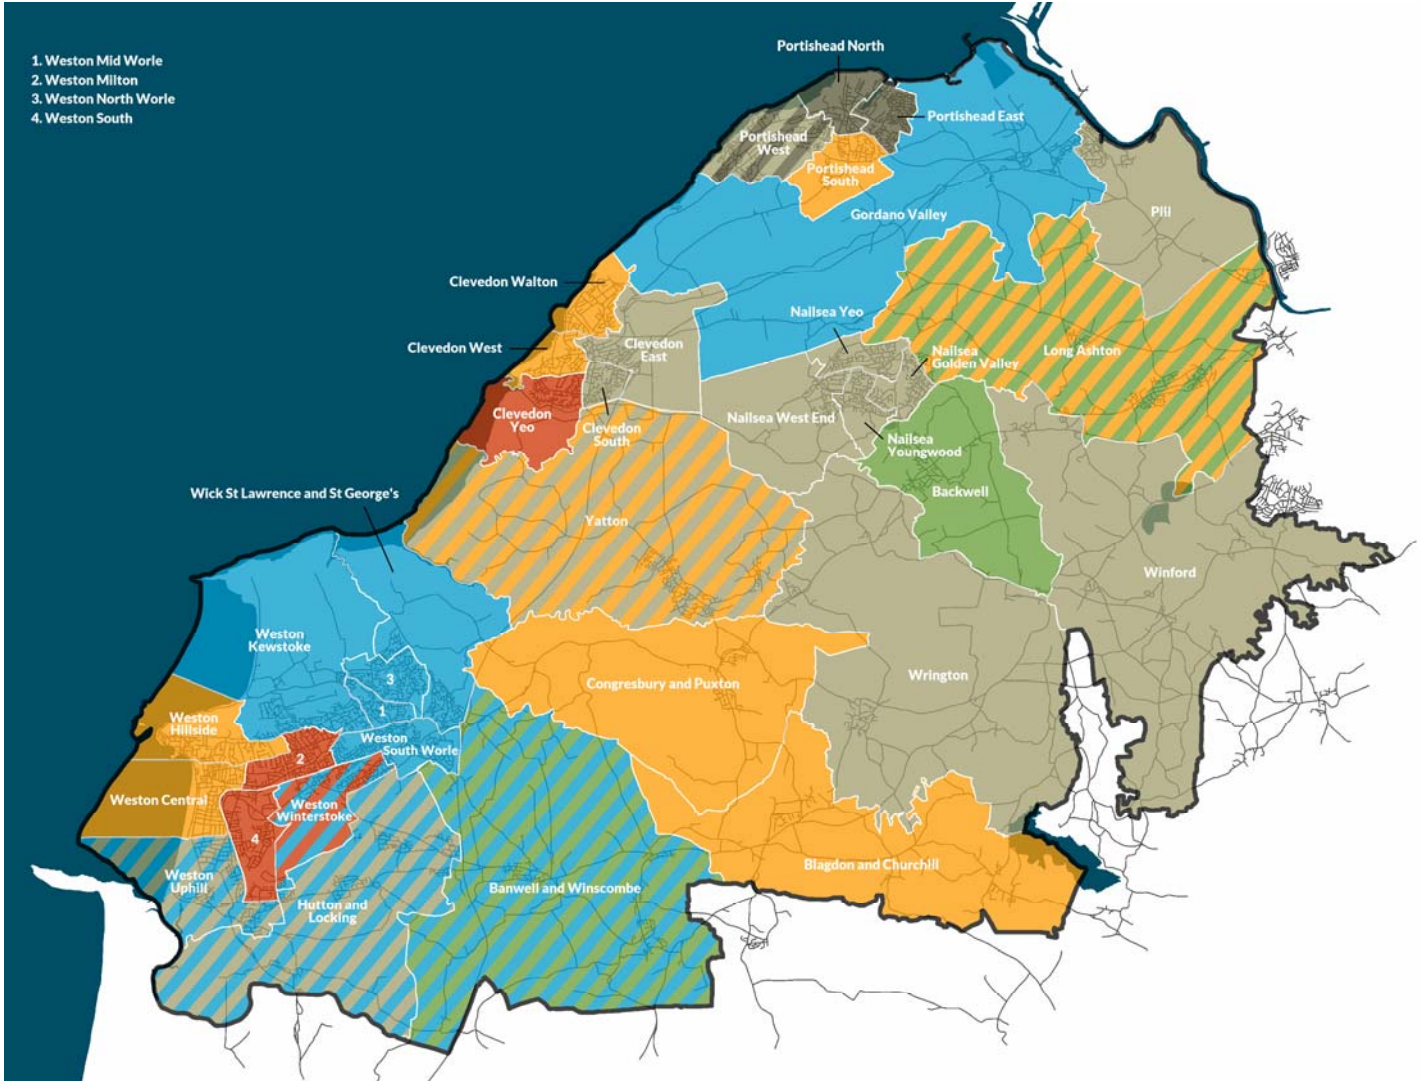 1. Weston Mid Worle
2. Weston Milton
3. Weston North Worle
4. Weston South
Portishead North
Portishead East
Portishead
West
Portishead
South
Gordano Valley
Pill
Clevedon Walton
Nailsea Yeo
Clevedon West
Clevedon
East
Nailsea
Golden Valley
Long Ashton
Clevedon
Yeo
Clevedon
South
Nailsea West End
Nailsea
Youngwood
Backwell
Wick St Lawrence and St George's
Yatton
Winford
Weston
Kewstoke
3
1
Congresbury and Puxton
Wrington
Weston
Hillside
Weston
South Worle
2
Weston Central
Weston
Winterstoke
4
Blagdon and Churchill
Weston
Uphill
Banwell and Winscombe
Hutton and
Locking